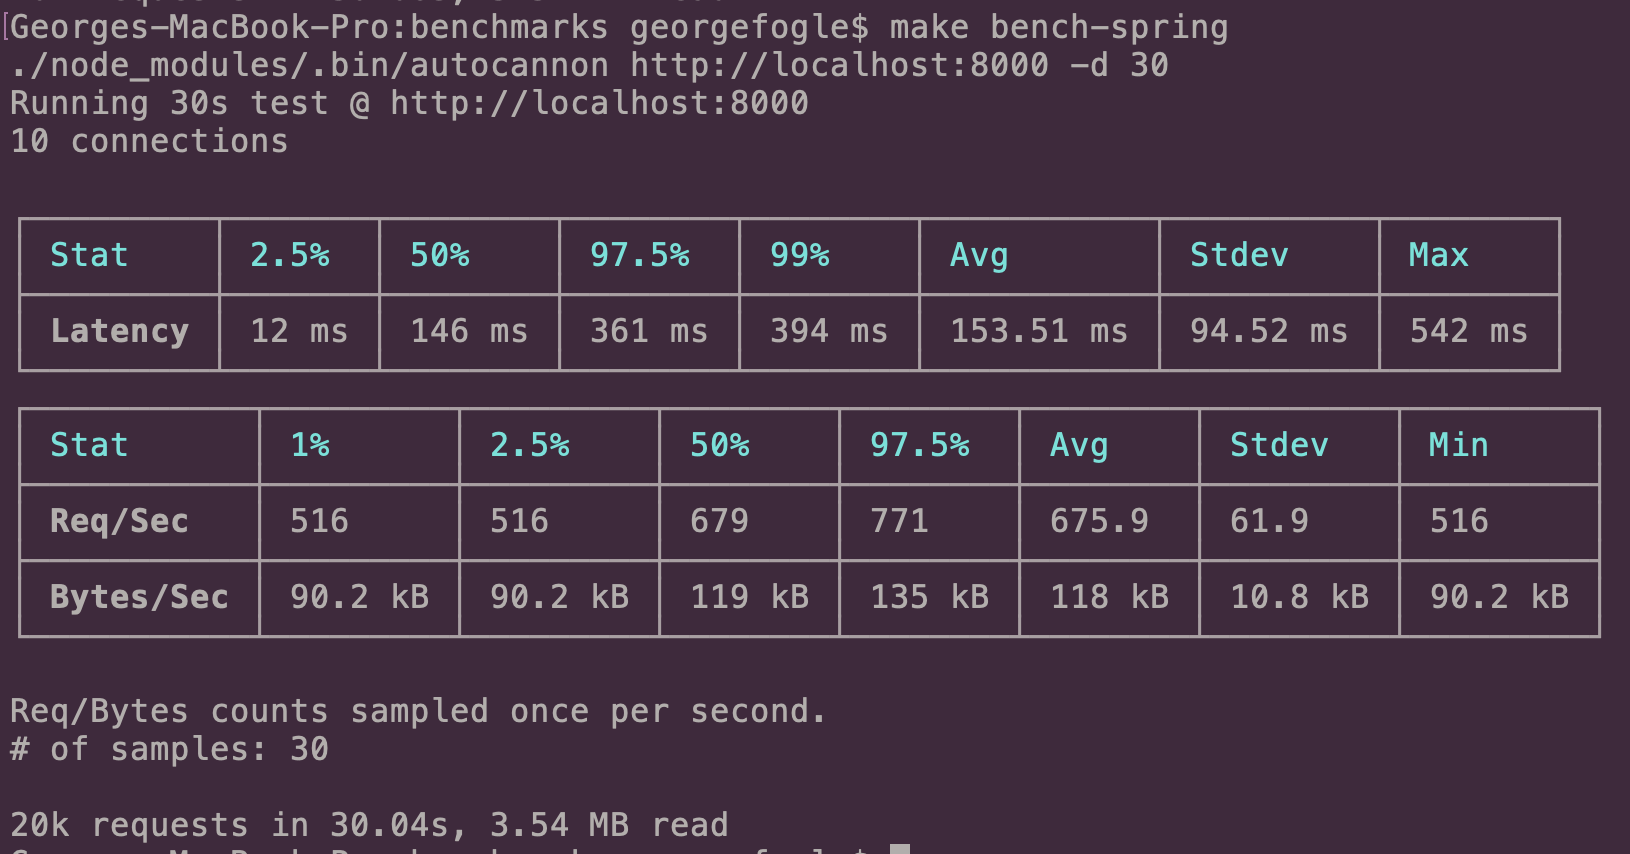 Georges-MacBook-Pro:benchmarks georgefogle$ make bench-spring
./node_modules/.bin/autocannon http://localhost:8000 -d 30
Running 30s test @ http://localhost:8000
10 connections
Stat 2.5% 50% 97.5% 99% Avg Stdev Max
Latency 12 ms 146 ms 361 ms 394 ms 153.51 ms 94.52 ms 542 ms
Stat 1% 2.5% 50% 97.5% Avg Stdev Min
Req/Sec 516 516 679 771 675.9 61.9 516
Bytes/Sec 90.2 kB 90.2 kB 119 kB 135 kB 118 kB 10.8 kB 90.2 kB
Req/Bytes counts sampled once per second.
# of samples: 30
20k requests in 30.04s, 3.54 MB read